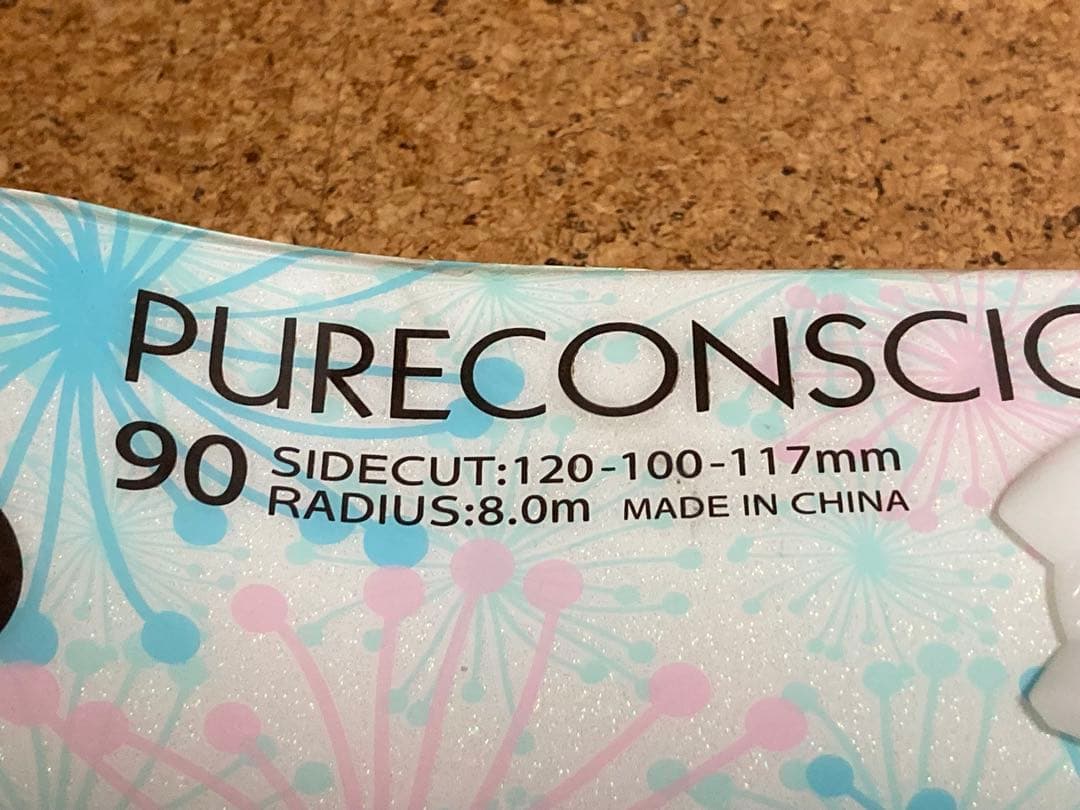 PURECONSCIO
90 SIDECUT:120-100-117mm
RADIUS:8.0m MADE IN CHINA